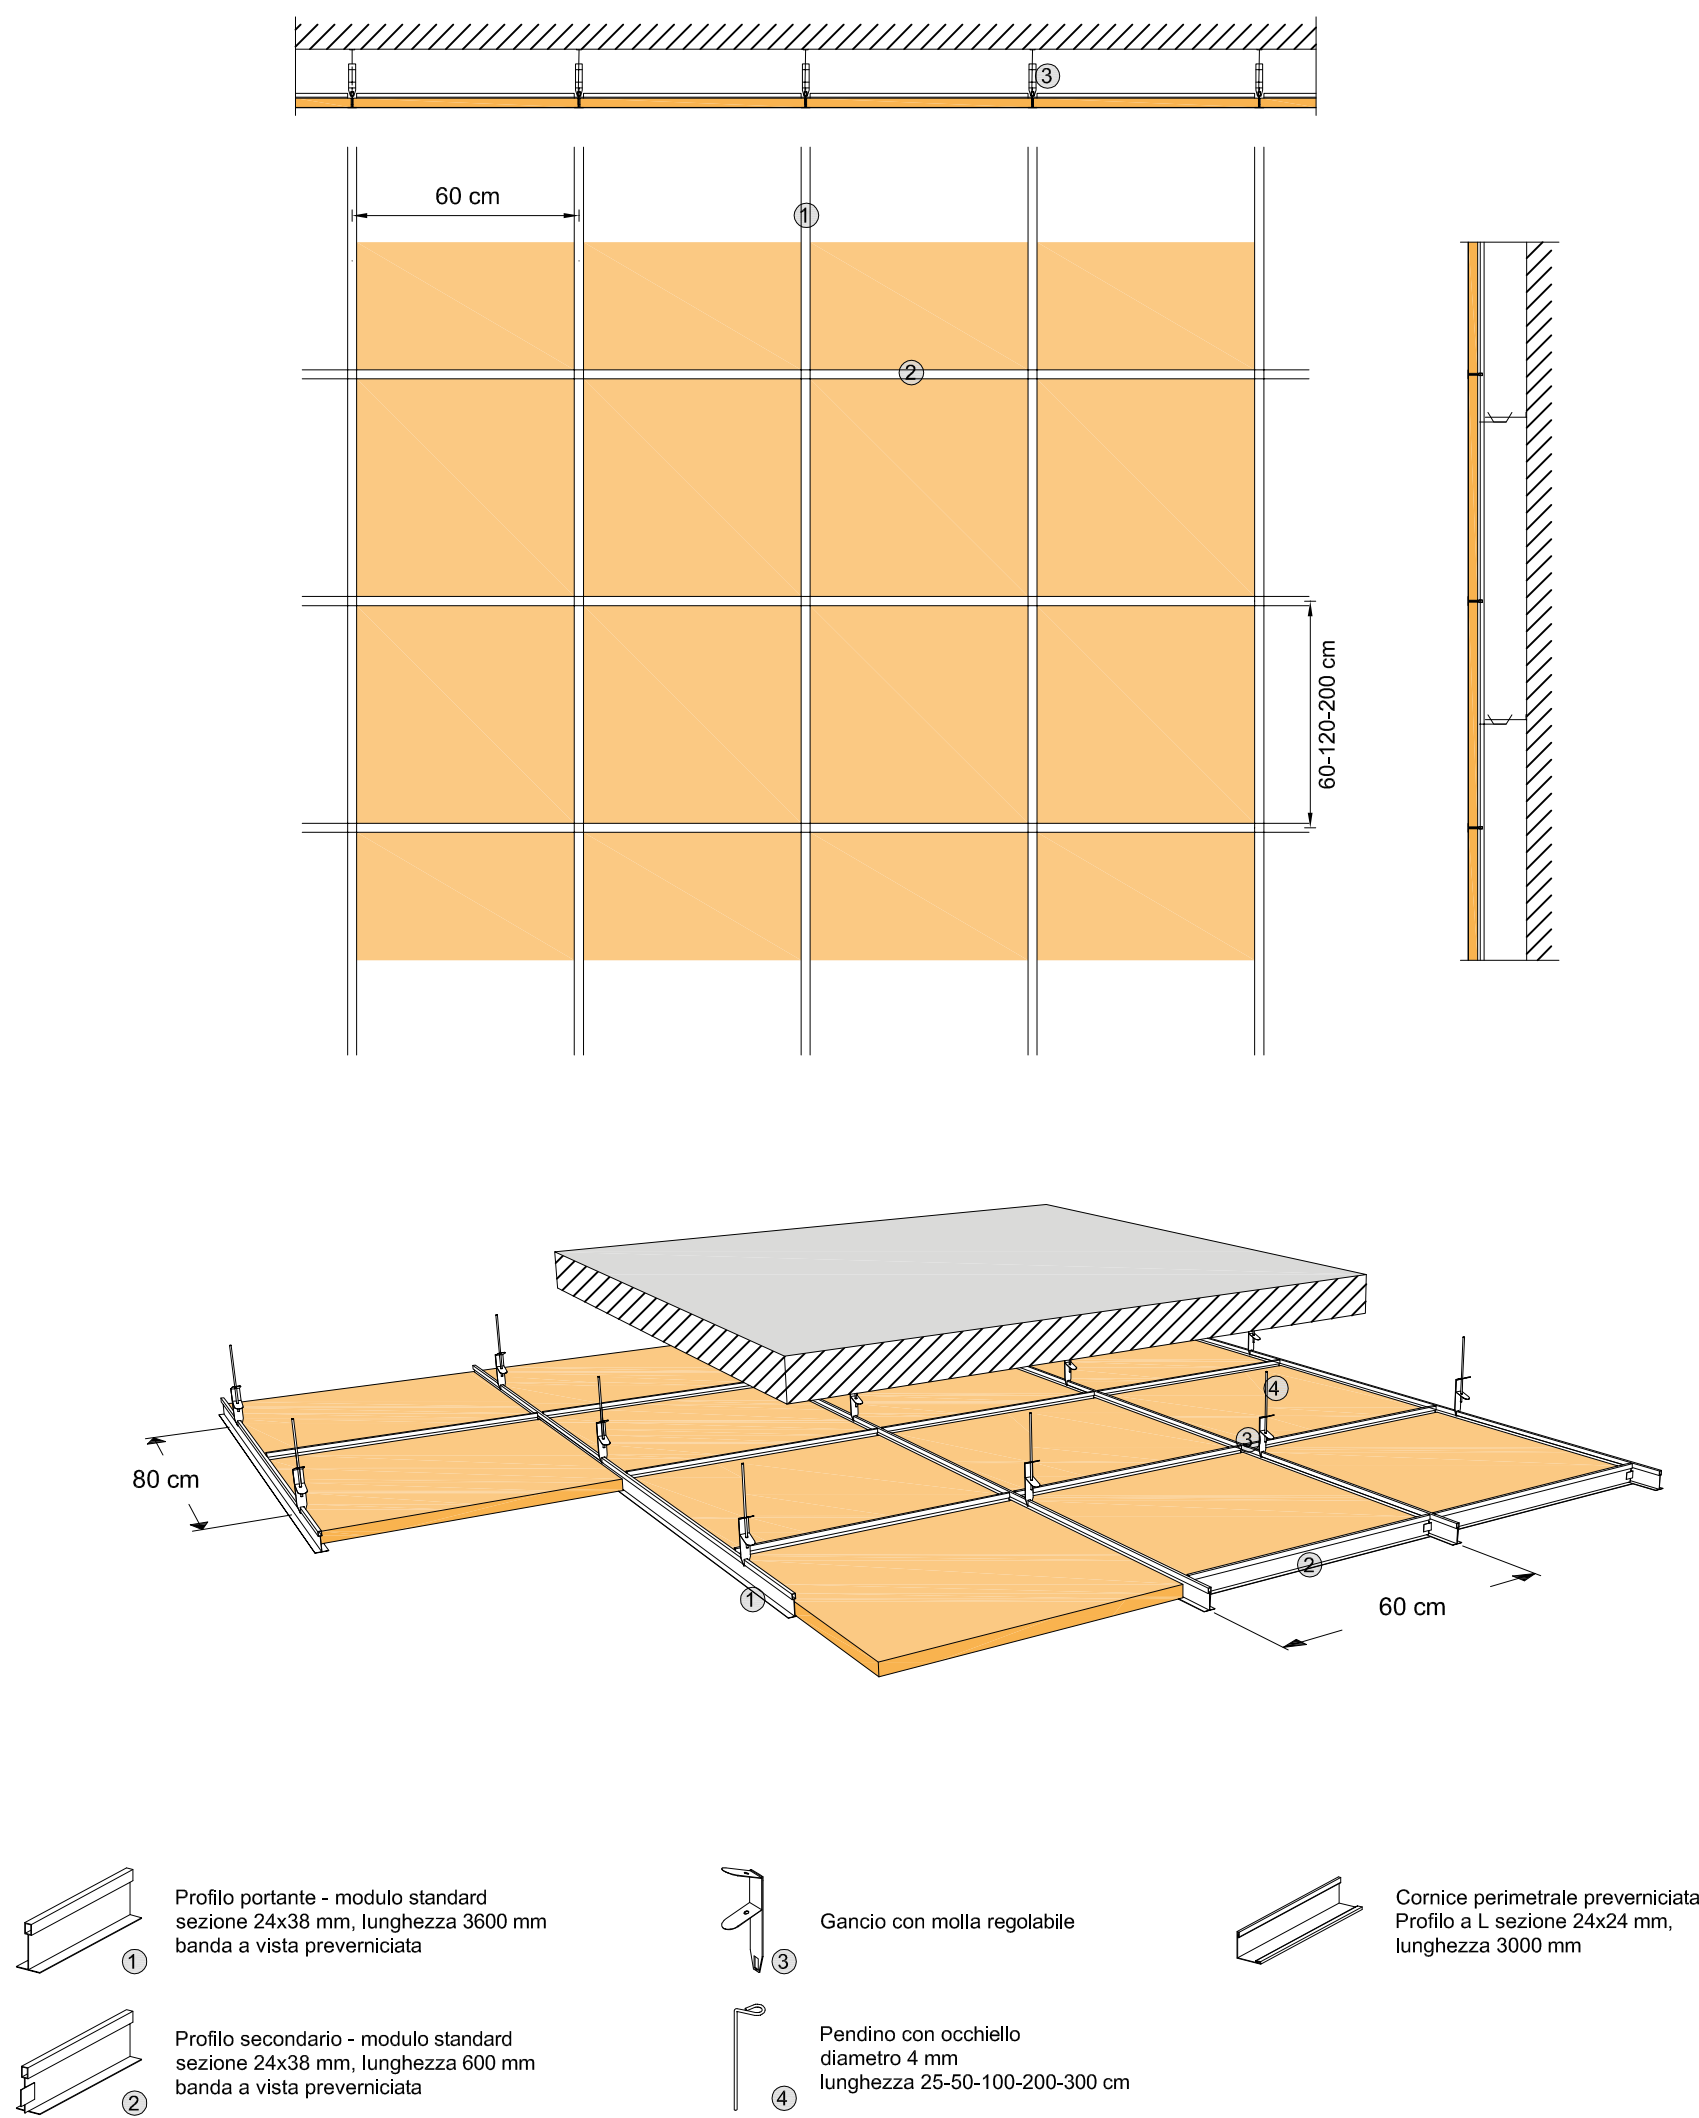 3
60 cm
1
2
60-120-200 cm
4
3
80 cm
2
1
60 cm
Profilo portante - modulo standard
sezione 24x38 mm, lunghezza 3600 mm
banda a vista preverniciata
1
Gancio con molla regolabile
3
Cornice perimetrale preverniciata
Profilo a L sezione 24x24 mm,
lunghezza 3000 mm
Profilo secondario - modulo standard
sezione 24x38 mm, lunghezza 600 mm
banda a vista preverniciata
2
Pendino con occhiello
diametro 4 mm
lunghezza 25-50-100-200-300 cm
4